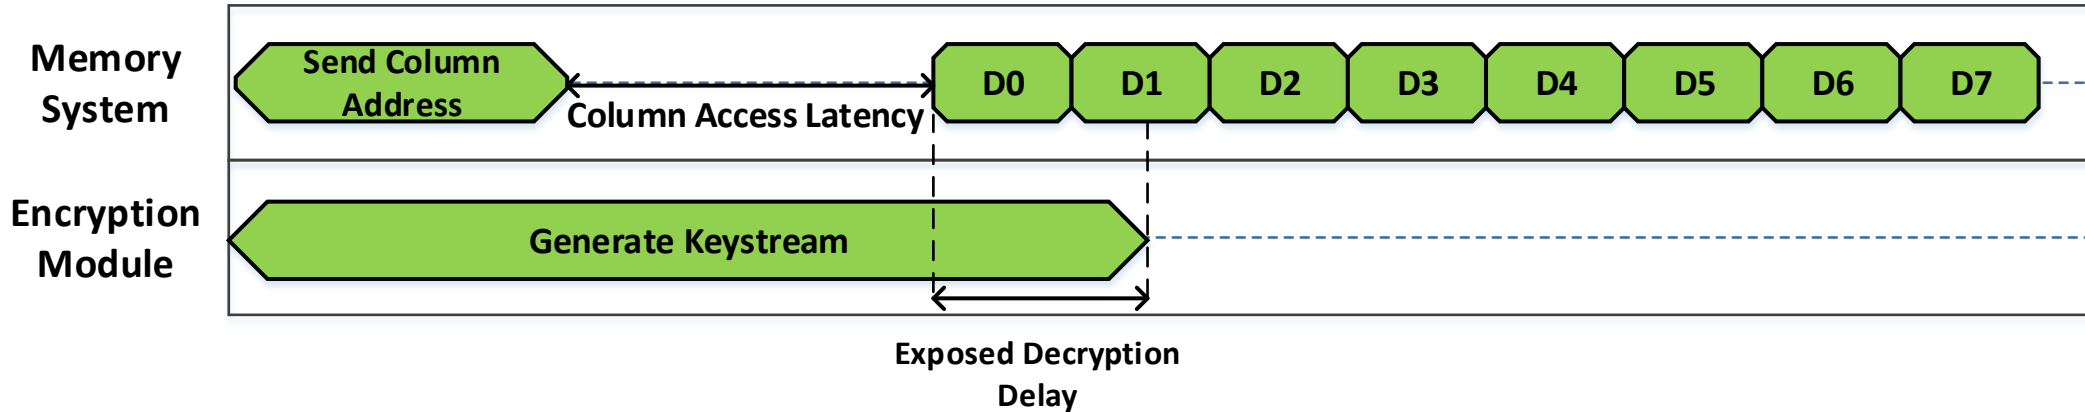 Memory
System
Send Column
Address
Column Access Latency
D0 D1 D2 D3 D4 D5 D6 D7
Encryption
Module
Generate Keystream
Exposed Decryption
Delay